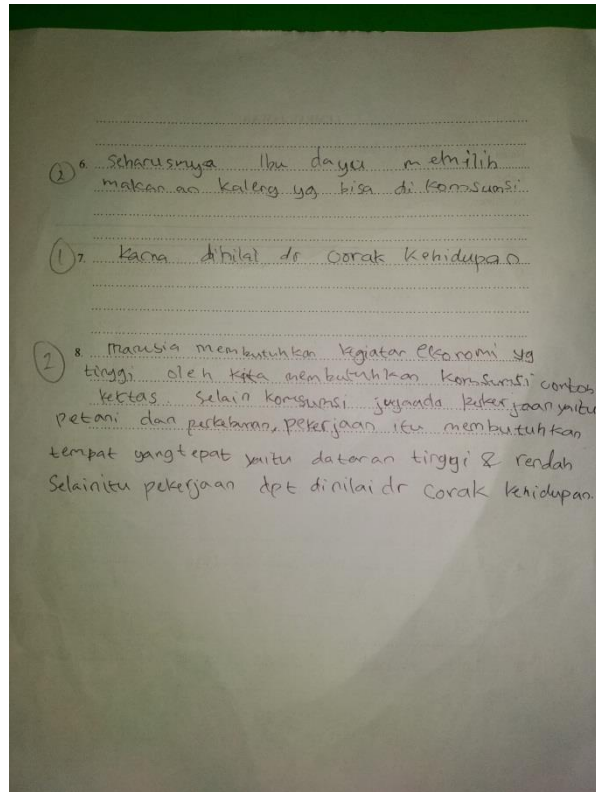 (2) 6. Seharusnya Ibu dayu memilih
makan an kaleng yg bisa di konsumsi
(1) 7. karna dinilai dr corak kehidupan
(2) 8. manusia membutuhkan kegiatan ekonomi yg
tinggi oleh kita membutuhkan konsumsi contoh
kertas. Selain konsumsi juga ada pekerjaan yaitu
petani dan perkebunan, pekerjaan itu membutuhkan
tempat yang tepat yaitu dataran tinggi & rendah
Selain itu pekerjaan dpt dinilai dr corak kehidupan.